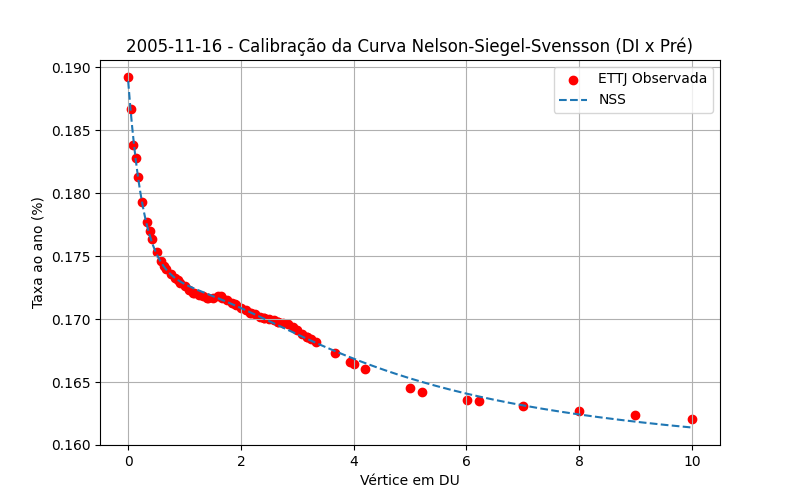 2005-11-16 - Calibração da Curva Nelson-Siegel-Svensson (DI x Pré)
ETTJ Observada
NSS
Taxa ao ano (%)
0.190
0.185
0.180
0.175
0.170
0.165
0.160
0
2
4
6
8
10
Vértice em DU